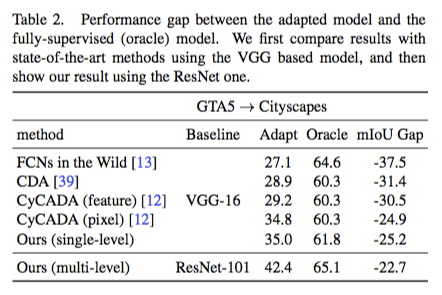 Table 2. Performance gap between the adapted model and the
fully-supervised (oracle) model. We first compare results with
state-of-the-art methods using the VGG based model, and then
show our result using the ResNet one.
GTA5 → Cityscapes
method Baseline Adapt Oracle mIoU Gap
FCNs in the Wild [13] 27.1 64.6 -37.5
CDA [39] 28.9 60.3 -31.4
CyCADA (feature) [12] VGG-16 29.2 60.3 -30.5
CyCADA (pixel) [12] 34.8 60.3 -24.9
Ours (single-level) 35.0 61.8 -25.2
Ours (multi-level) ResNet-101 42.4 65.1 -22.7